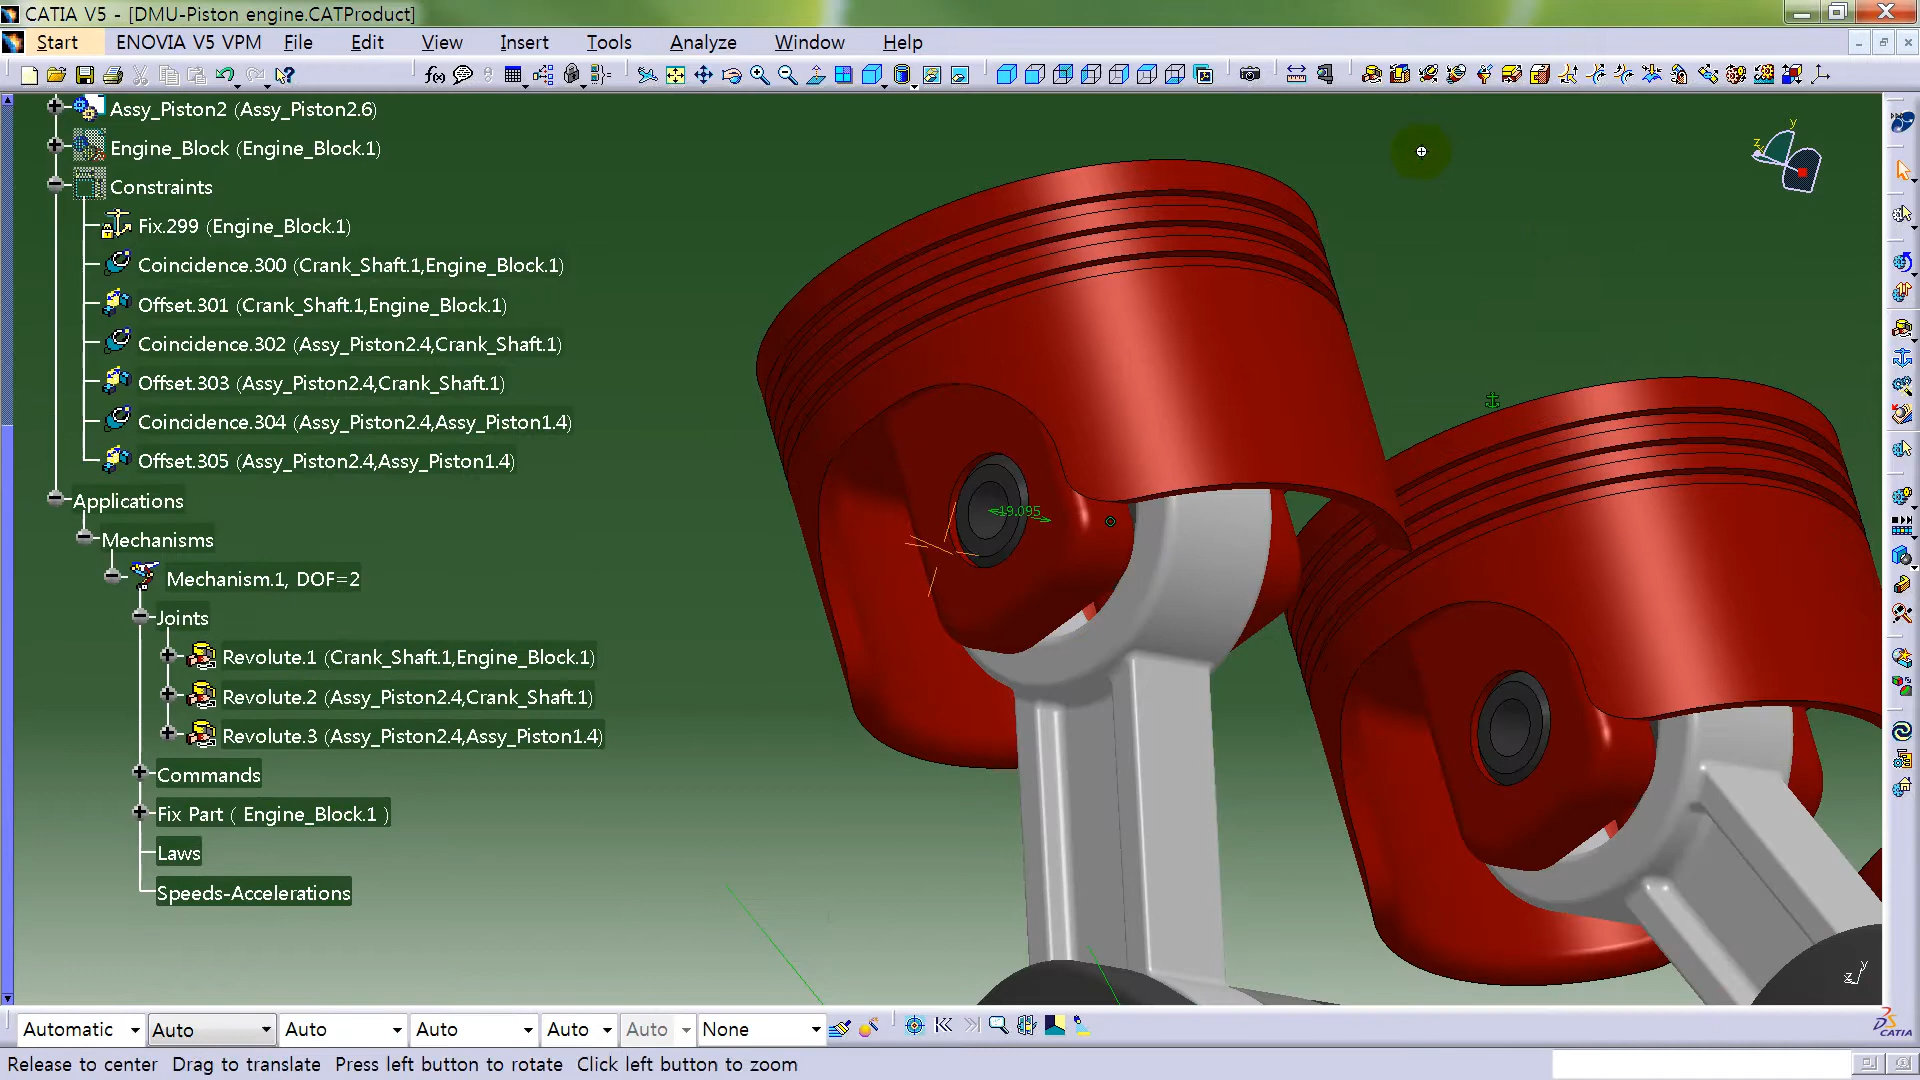 CATIA V5 - [DMU-Piston engine.CATProduct]
Start ENOVIA V5 VPM File Edit View Insert Tools Analyze Window Help
Assy_Piston2 (Assy_Piston2.6)
Engine_Block (Engine_Block.1)
Constraints
Fix.299 (Engine_Block.1)
Coincidence.300 (Crank_Shaft.1,Engine_Block.1)
Offset.301 (Crank_Shaft.1,Engine_Block.1)
Coincidence.302 (Assy_Piston2.4,Crank_Shaft.1)
Offset.303 (Assy_Piston2.4,Crank_Shaft.1)
Coincidence.304 (Assy_Piston2.4,Assy_Piston1.4)
Offset.305 (Assy_Piston2.4,Assy_Piston1.4)
Applications
Mechanisms
Mechanism.1, DOF=2
Joints
Revolute.1 (Crank_Shaft.1,Engine_Block.1)
Revolute.2 (Assy_Piston2.4,Crank_Shaft.1)
Revolute.3 (Assy_Piston2.4,Assy_Piston1.4)
Commands
Fix Part ( Engine_Block.1 )
Laws
Speeds-Accelerations
19.095
y
z
z y
Automatic Auto Auto Auto Auto Auto None
CATIA
Release to center Drag to translate Press left button to rotate Click left button to zoom